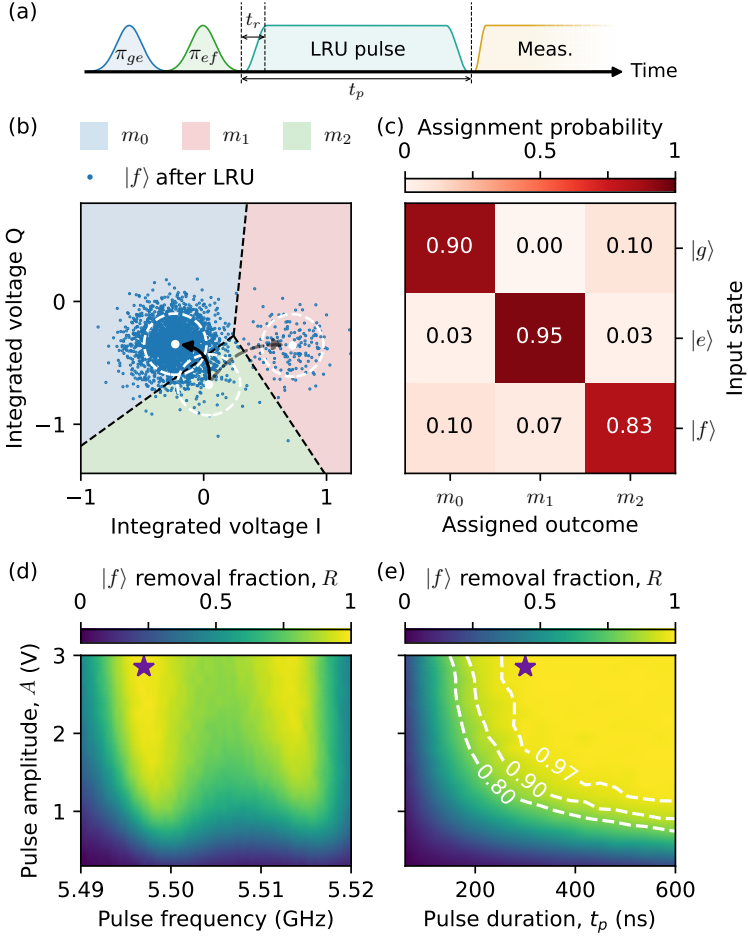 (a)
t_r
π_ge
π_ef
LRU pulse
Meas.
Time
t_p
(b)
m_0
m_1
m_2
|f⟩ after LRU
Integrated voltage Q
0
−1
−1
0
1
Integrated voltage I
(c)
Assignment probability
0
0.5
1
0.90
0.00
0.10
|g⟩
0.03
0.95
0.03
|e⟩
0.10
0.07
0.83
|f⟩
Input state
m_0
m_1
m_2
Assigned outcome
(d)
|f⟩ removal fraction, R
0
0.5
1
Pulse amplitude, A (V)
3
2
1
5.49
5.50
5.51
5.52
Pulse frequency (GHz)
(e)
|f⟩ removal fraction, R
0
0.5
1
0.97
0.90
0.80
200
400
600
Pulse duration, t_p (ns)